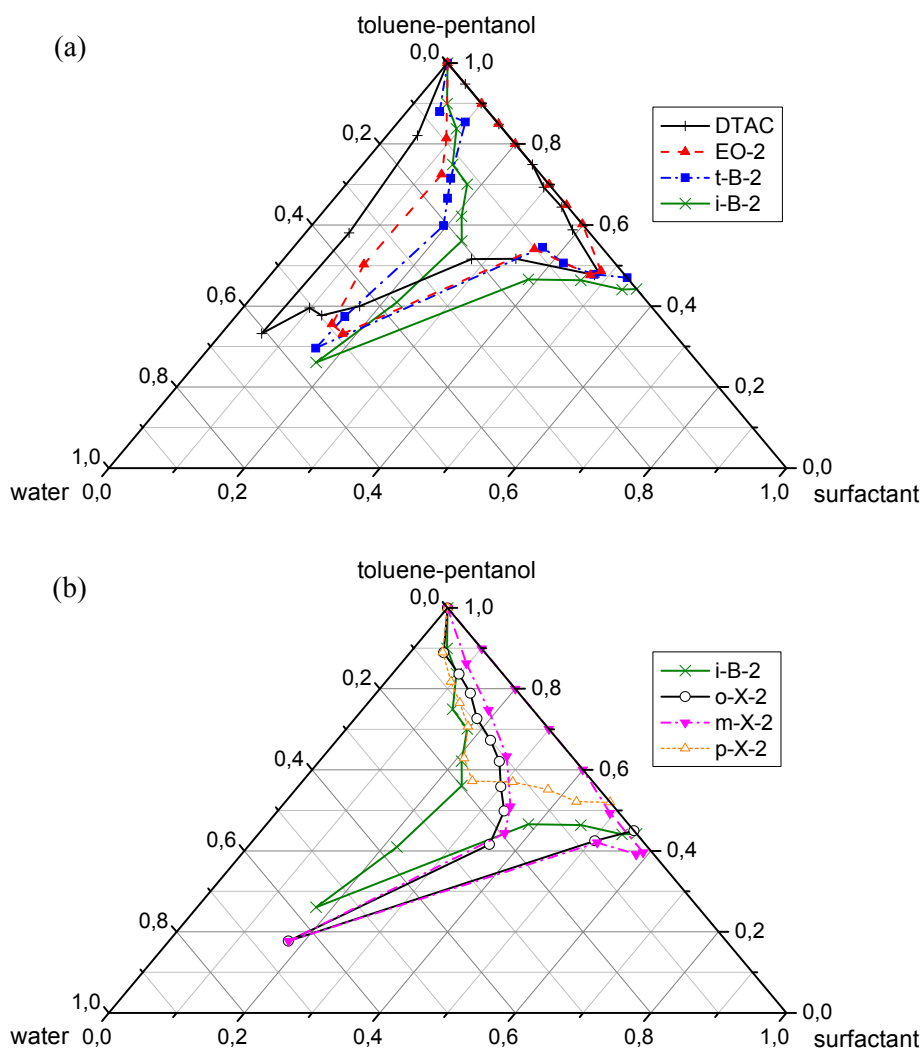 (a)
toluene-pentanol
0,0 1,0
0,2 0,8
0,4 0,6
0,6 0,4
0,8 0,2
1,0 0,0
water 0,0 0,2 0,4 0,6 0,8 1,0 surfactant
DTAC
EO-2
t-B-2
i-B-2
(b)
toluene-pentanol
0,0 1,0
0,2 0,8
0,4 0,6
0,6 0,4
0,8 0,2
1,0 0,0
water 0,0 0,2 0,4 0,6 0,8 1,0 surfactant
i-B-2
o-X-2
m-X-2
p-X-2